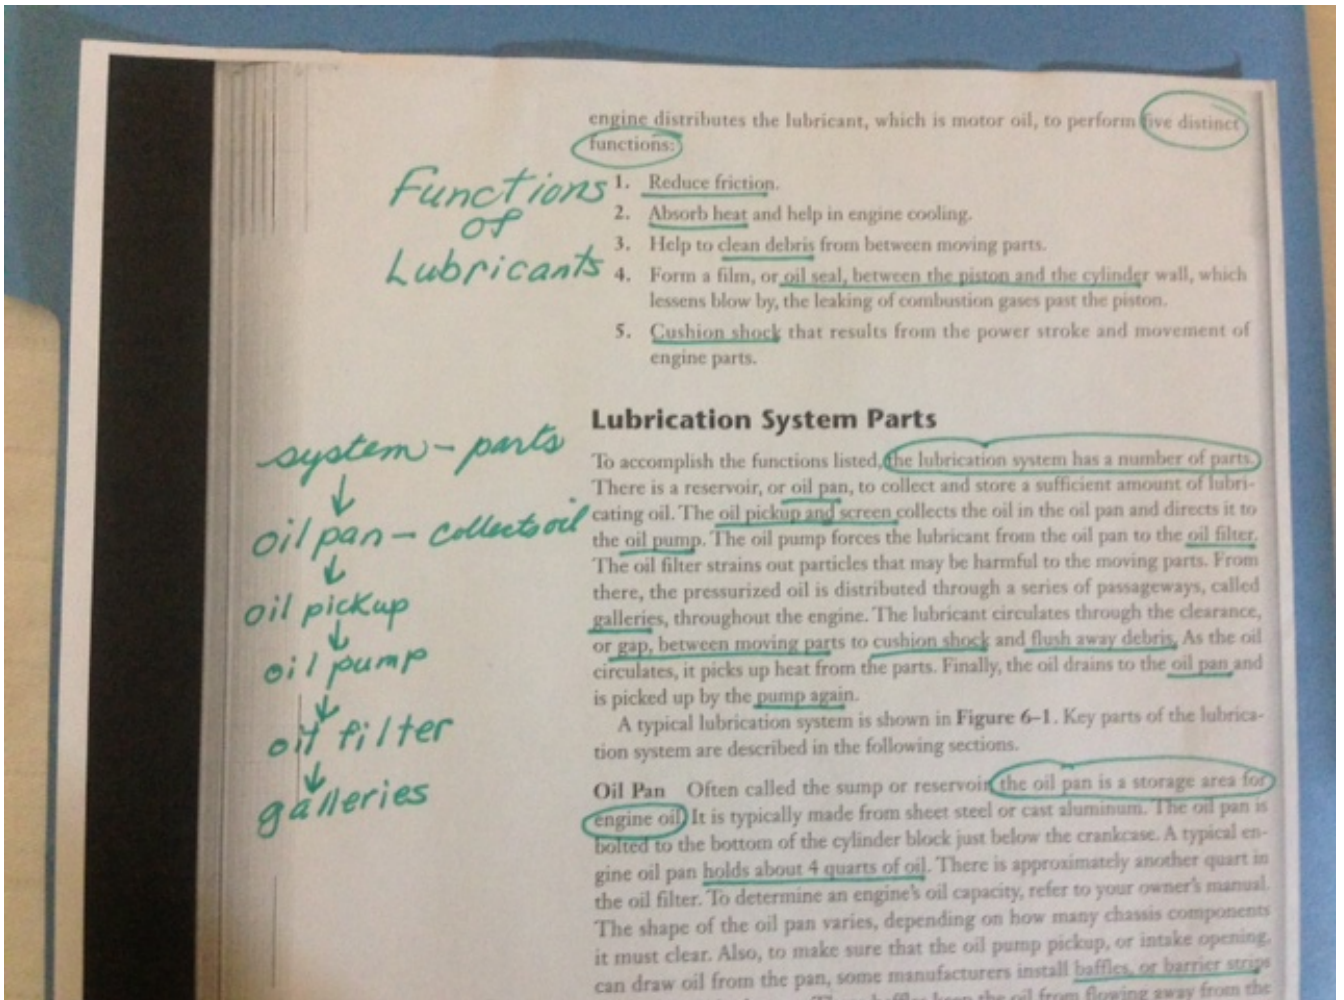 engine distributes the lubricant, which is motor oil, to perform five distinct
functions:
Functions
of
Lubricants
1. Reduce friction.
2. Absorb heat and help in engine cooling.
3. Help to clean debris from between moving parts.
4. Form a film, or oil seal, between the piston and the cylinder wall, which
lessens blow by, the leaking of combustion gases past the piston.
5. Cushion shock that results from the power stroke and movement of
engine parts.
Lubrication System Parts
system - parts
oil pan - collects oil
oil pickup
oil pump
oil filter
galleries
To accomplish the functions listed, the lubrication system has a number of parts.
There is a reservoir, or oil pan, to collect and store a sufficient amount of lubri-
cating oil. The oil pickup and screen collects the oil in the oil pan and directs it to
the oil pump. The oil pump forces the lubricant from the oil pan to the oil filter.
The oil filter strains out particles that may be harmful to the moving parts. From
there, the pressurized oil is distributed through a series of passageways, called
galleries, throughout the engine. The lubricant circulates through the clearance,
or gap, between moving parts to cushion shock and flush away debris. As the oil
circulates, it picks up heat from the parts. Finally, the oil drains to the oil pan and
is picked up by the pump again.
A typical lubrication system is shown in Figure 6–1. Key parts of the lubrica-
tion system are described in the following sections.
Oil Pan Often called the sump or reservoir, the oil pan is a storage area for
engine oil. It is typically made from sheet steel or cast aluminum. The oil pan is
bolted to the bottom of the cylinder block just below the crankcase. A typical en-
gine oil pan holds about 4 quarts of oil. There is approximately another quart in
the oil filter. To determine an engine's oil capacity, refer to your owner's manual.
The shape of the oil pan varies, depending on how many chassis components
it must clear. Also, to make sure that the oil pump pickup, or intake opening,
can draw oil from the pan, some manufacturers install baffles, or barrier strips
baffles keep the oil from flowing away from the